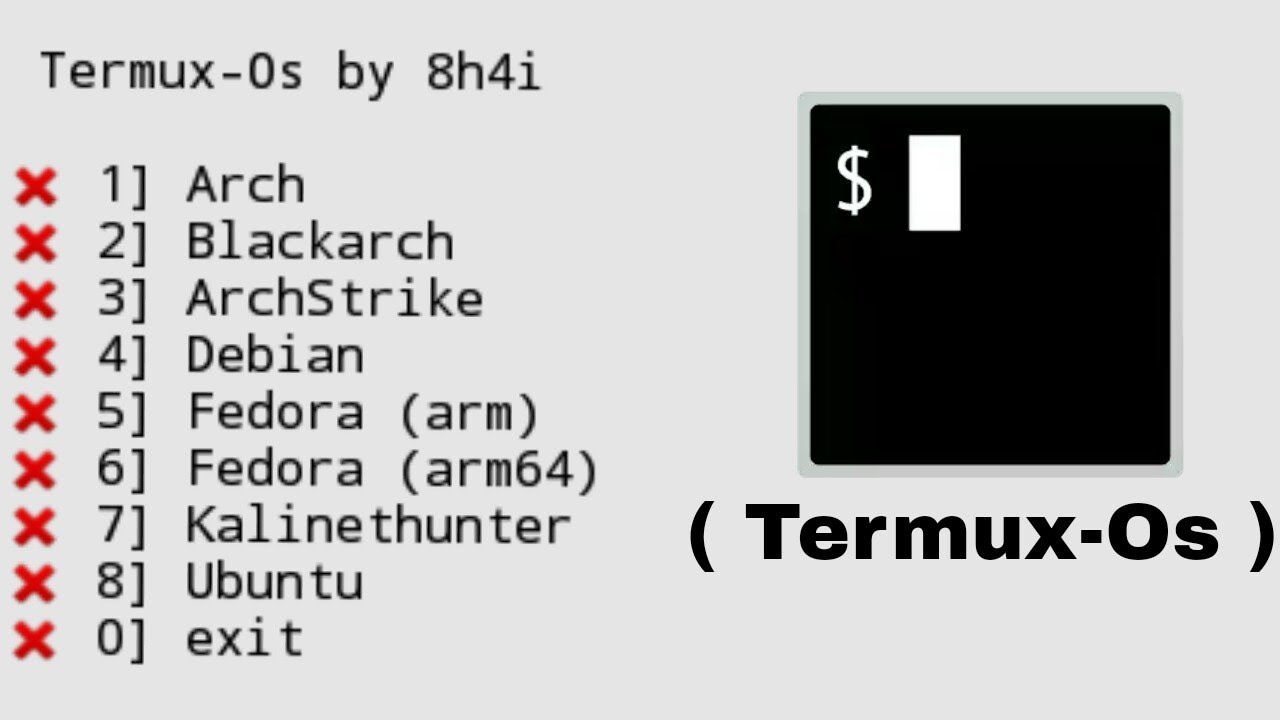 Termux-Os by 8h4i
❌ 1] Arch
❌ 2] Blackarch
❌ 3] ArchStrike
❌ 4] Debian
❌ 5] Fedora (arm)
❌ 6] Fedora (arm64)
❌ 7] Kalinethunter
❌ 8] Ubuntu
❌ 0] exit
$
( Termux-Os )